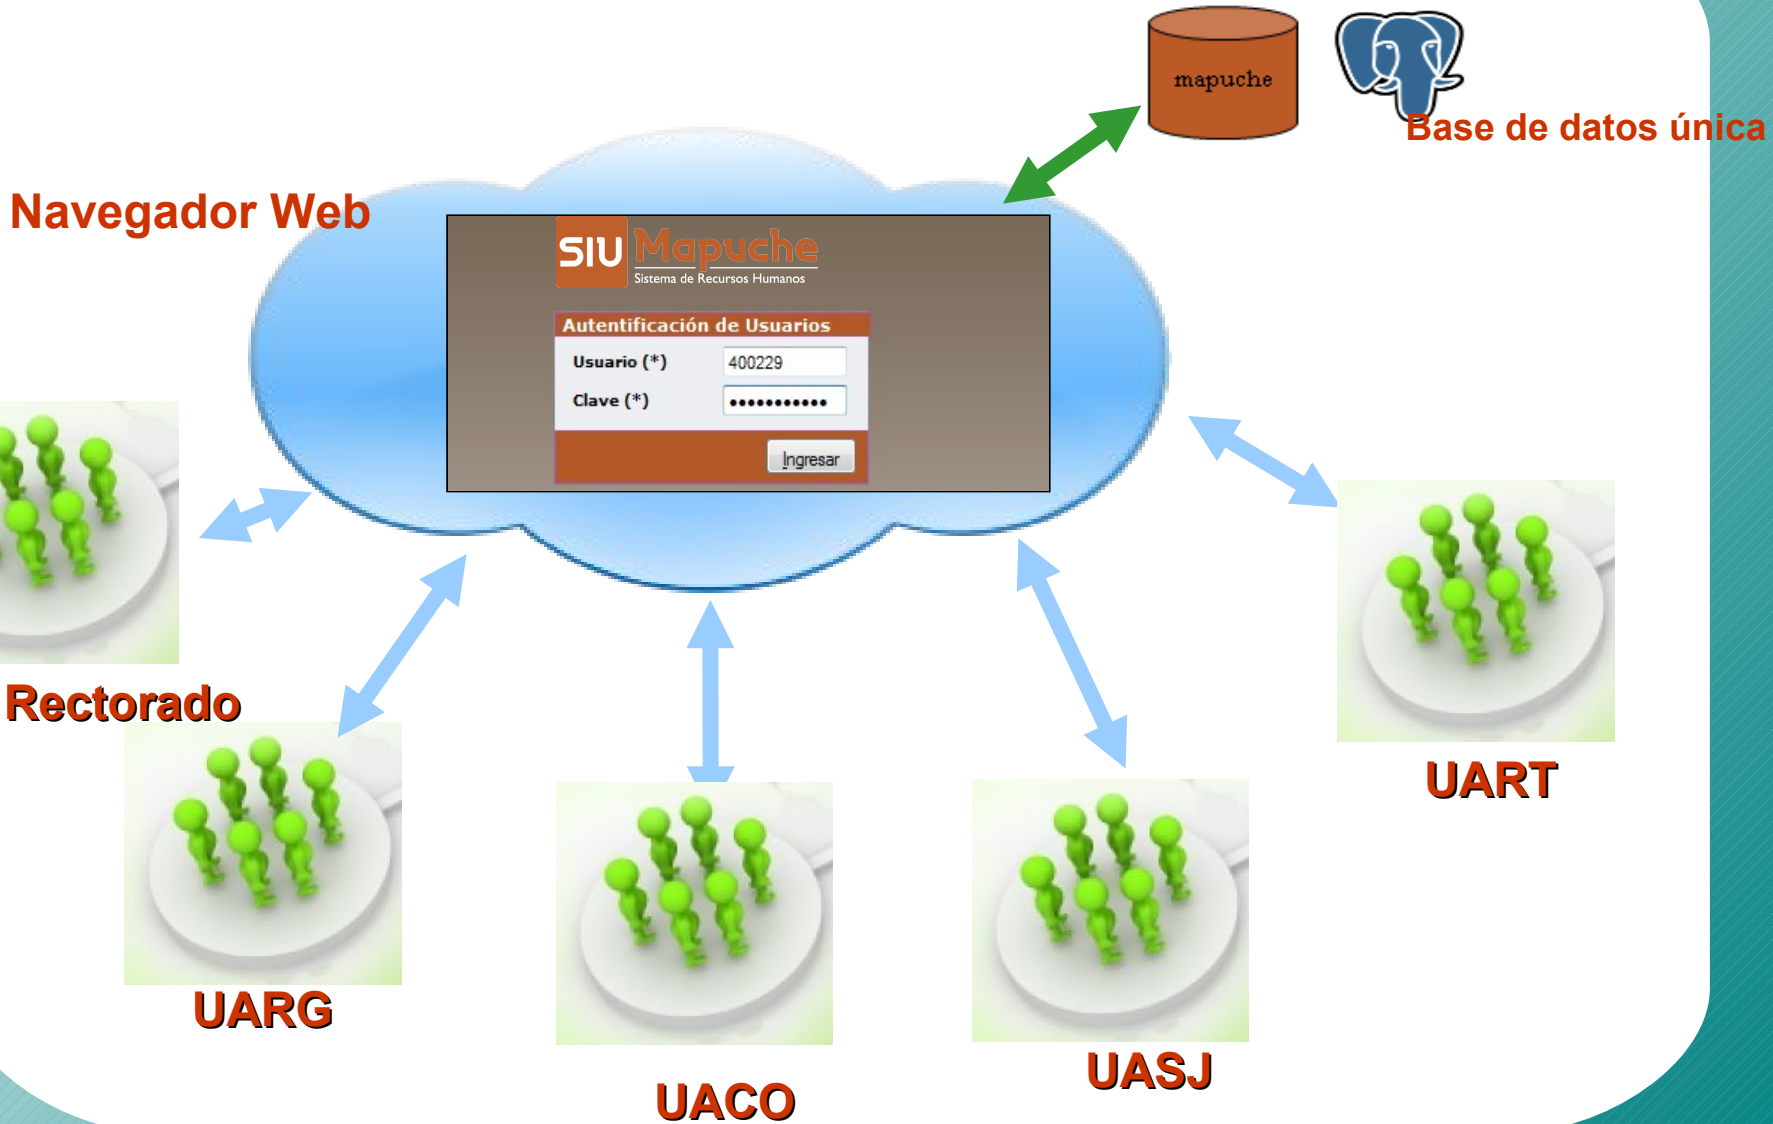 mapuche
Base de datos única
Navegador Web
SIU Mapuche
Sistema de Recursos Humanos
Autentificación de Usuarios
Usuario (*) 400229
Clave (*) •••••••••••
Ingresar
Rectorado
UART
UARG
UASJ
UACO